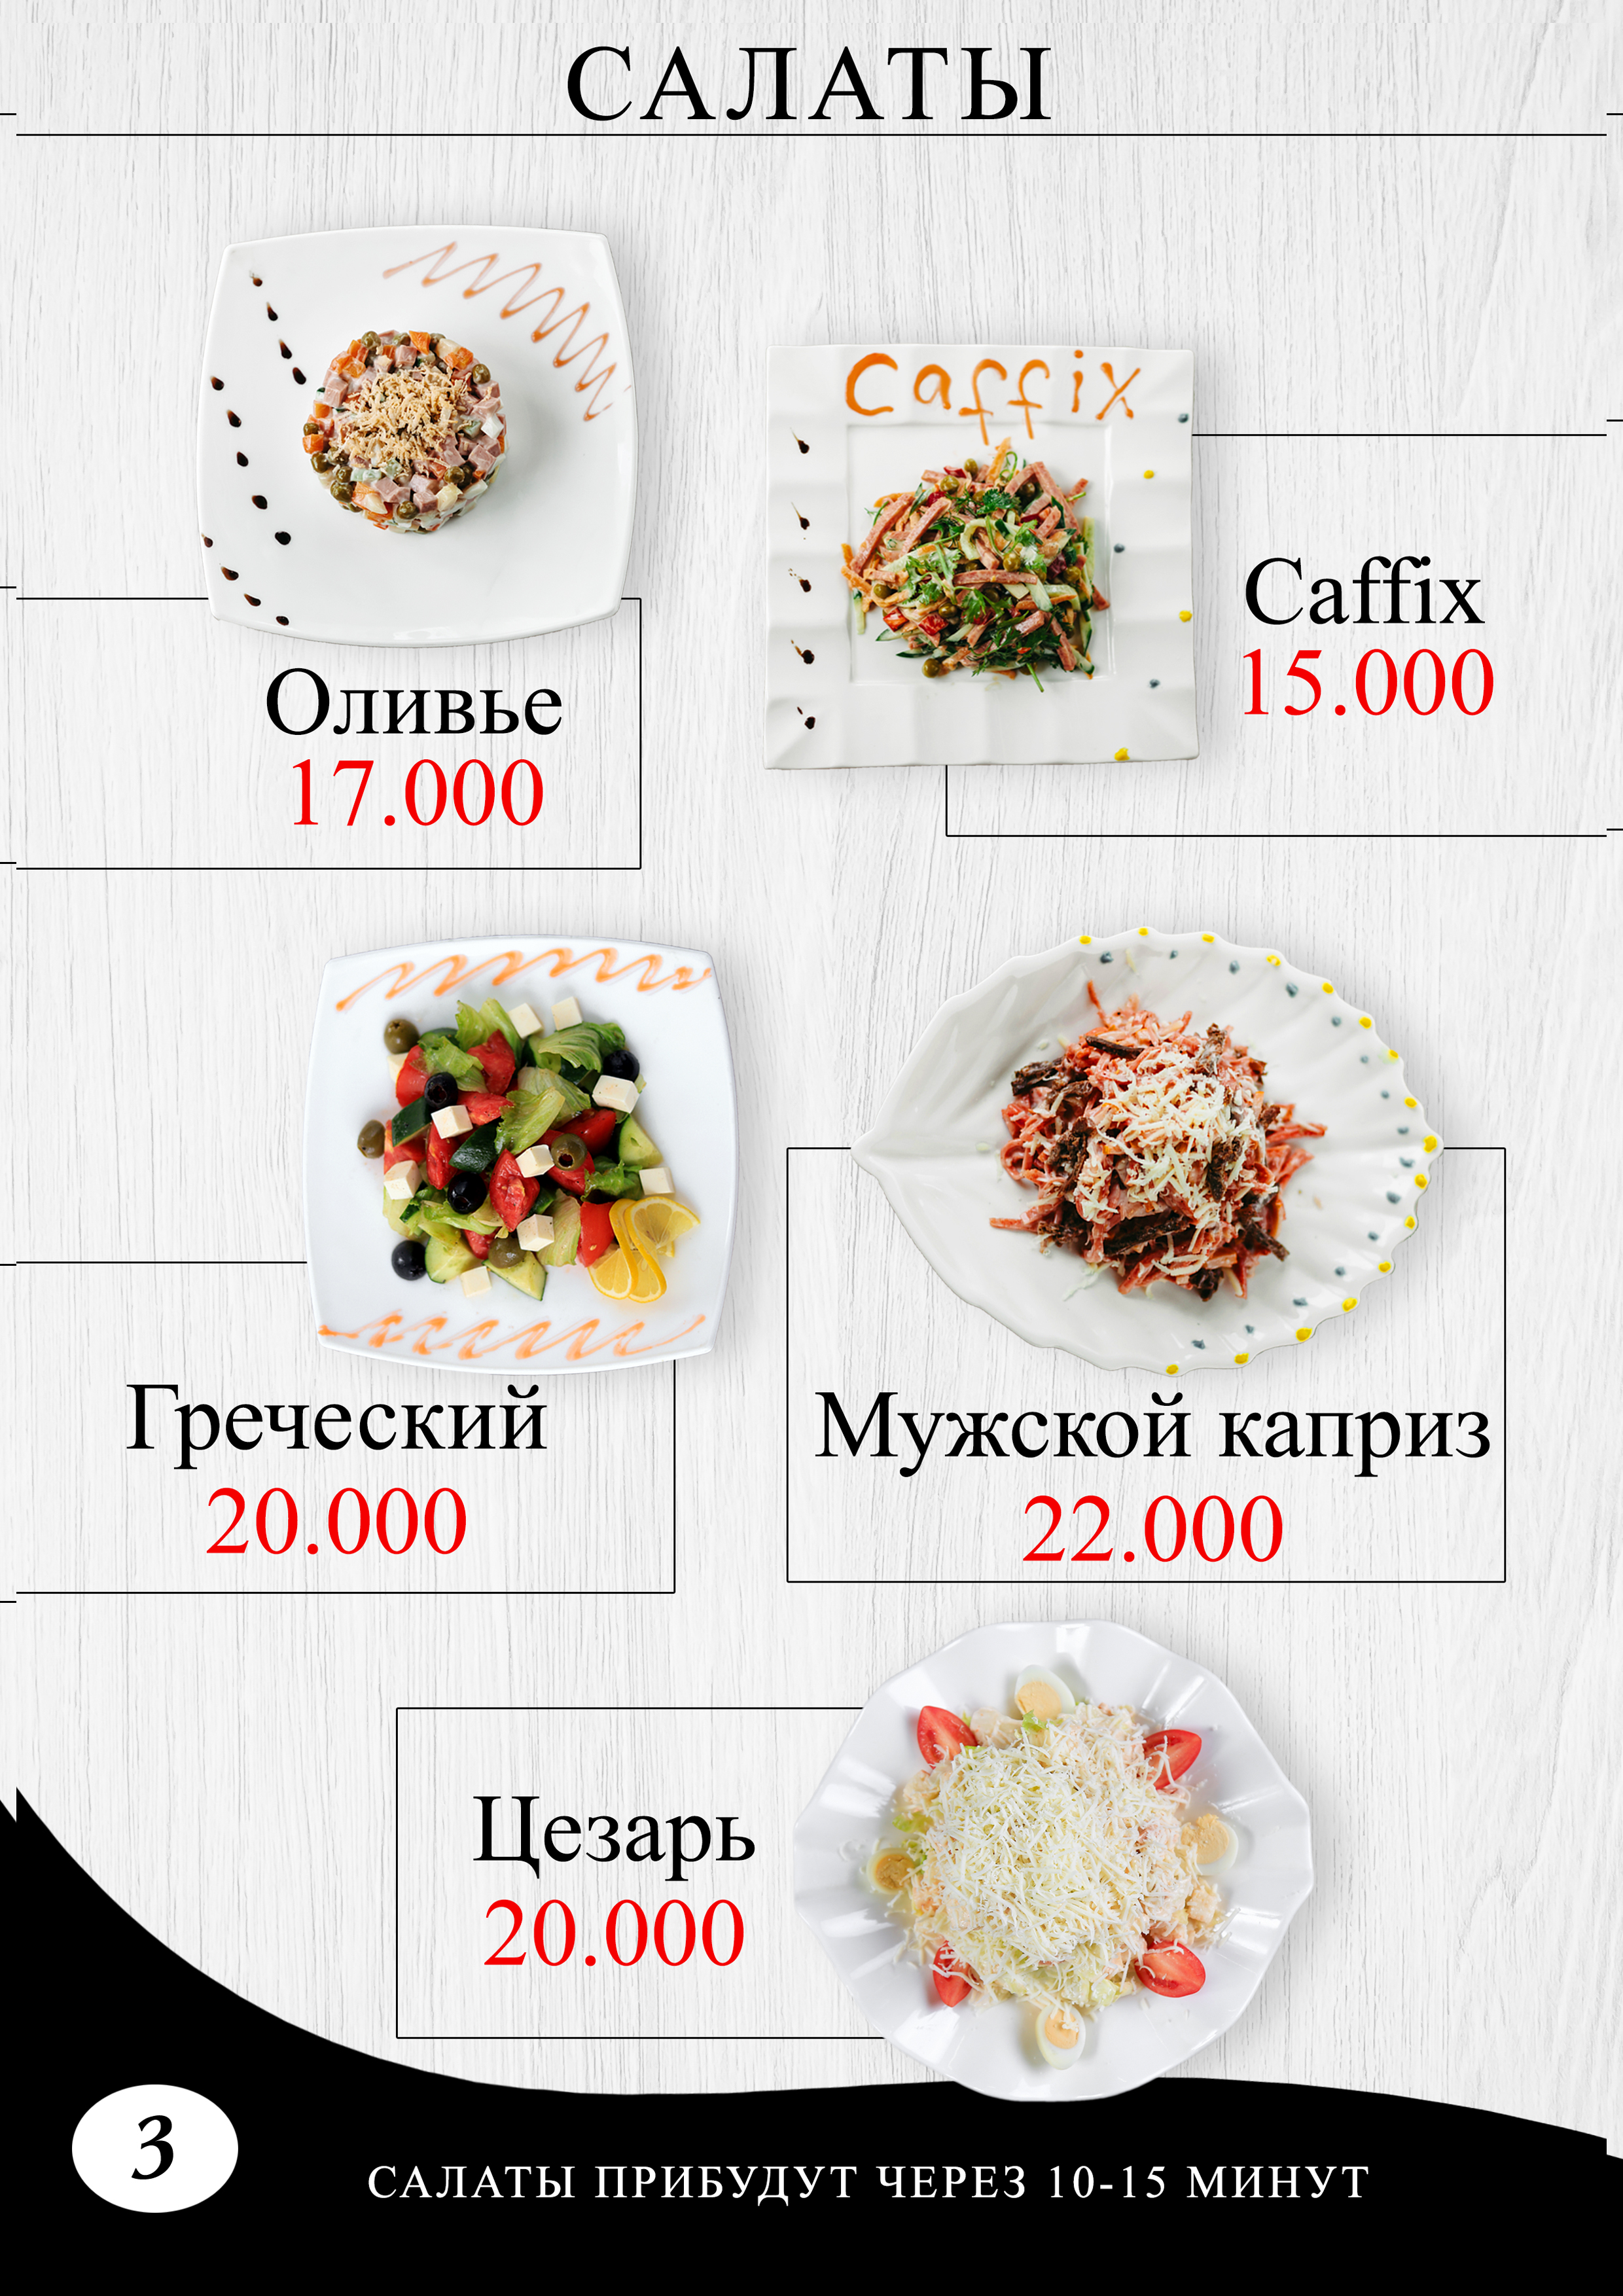 САЛАТЫ
Caffix
Caffix
15.000
Оливье
17.000
Греческий
20.000
Мужской каприз
22.000
Цезарь
20.000
3
САЛАТЫ ПРИБУДУТ ЧЕРЕЗ 10-15 МИНУТ